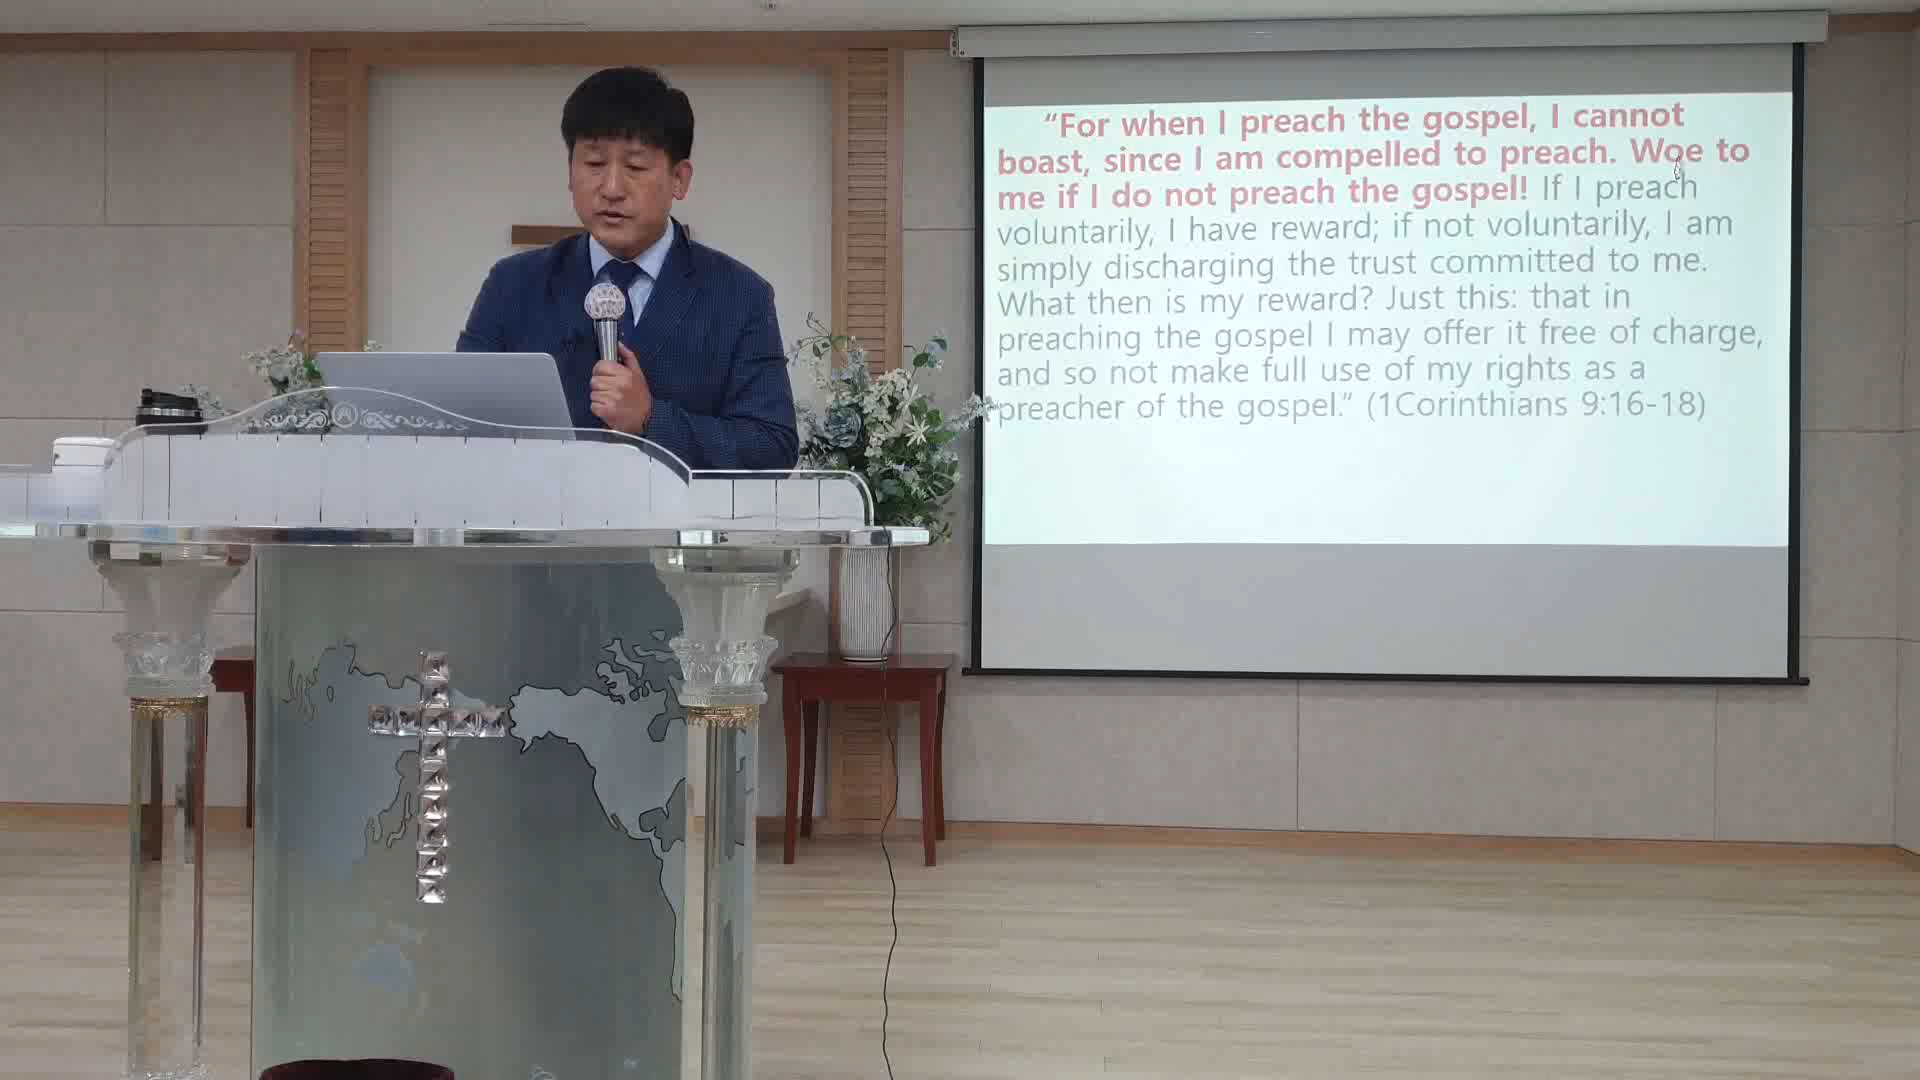 “For when I preach the gospel, I cannot
boast, since I am compelled to preach. Woe to
me if I do not preach the gospel! If I preach
voluntarily, I have reward; if not voluntarily, I am
simply discharging the trust committed to me.
What then is my reward? Just this: that in
preaching the gospel I may offer it free of charge,
and so not make full use of my rights as a
preacher of the gospel.“ (1Corinthians 9:16-18)